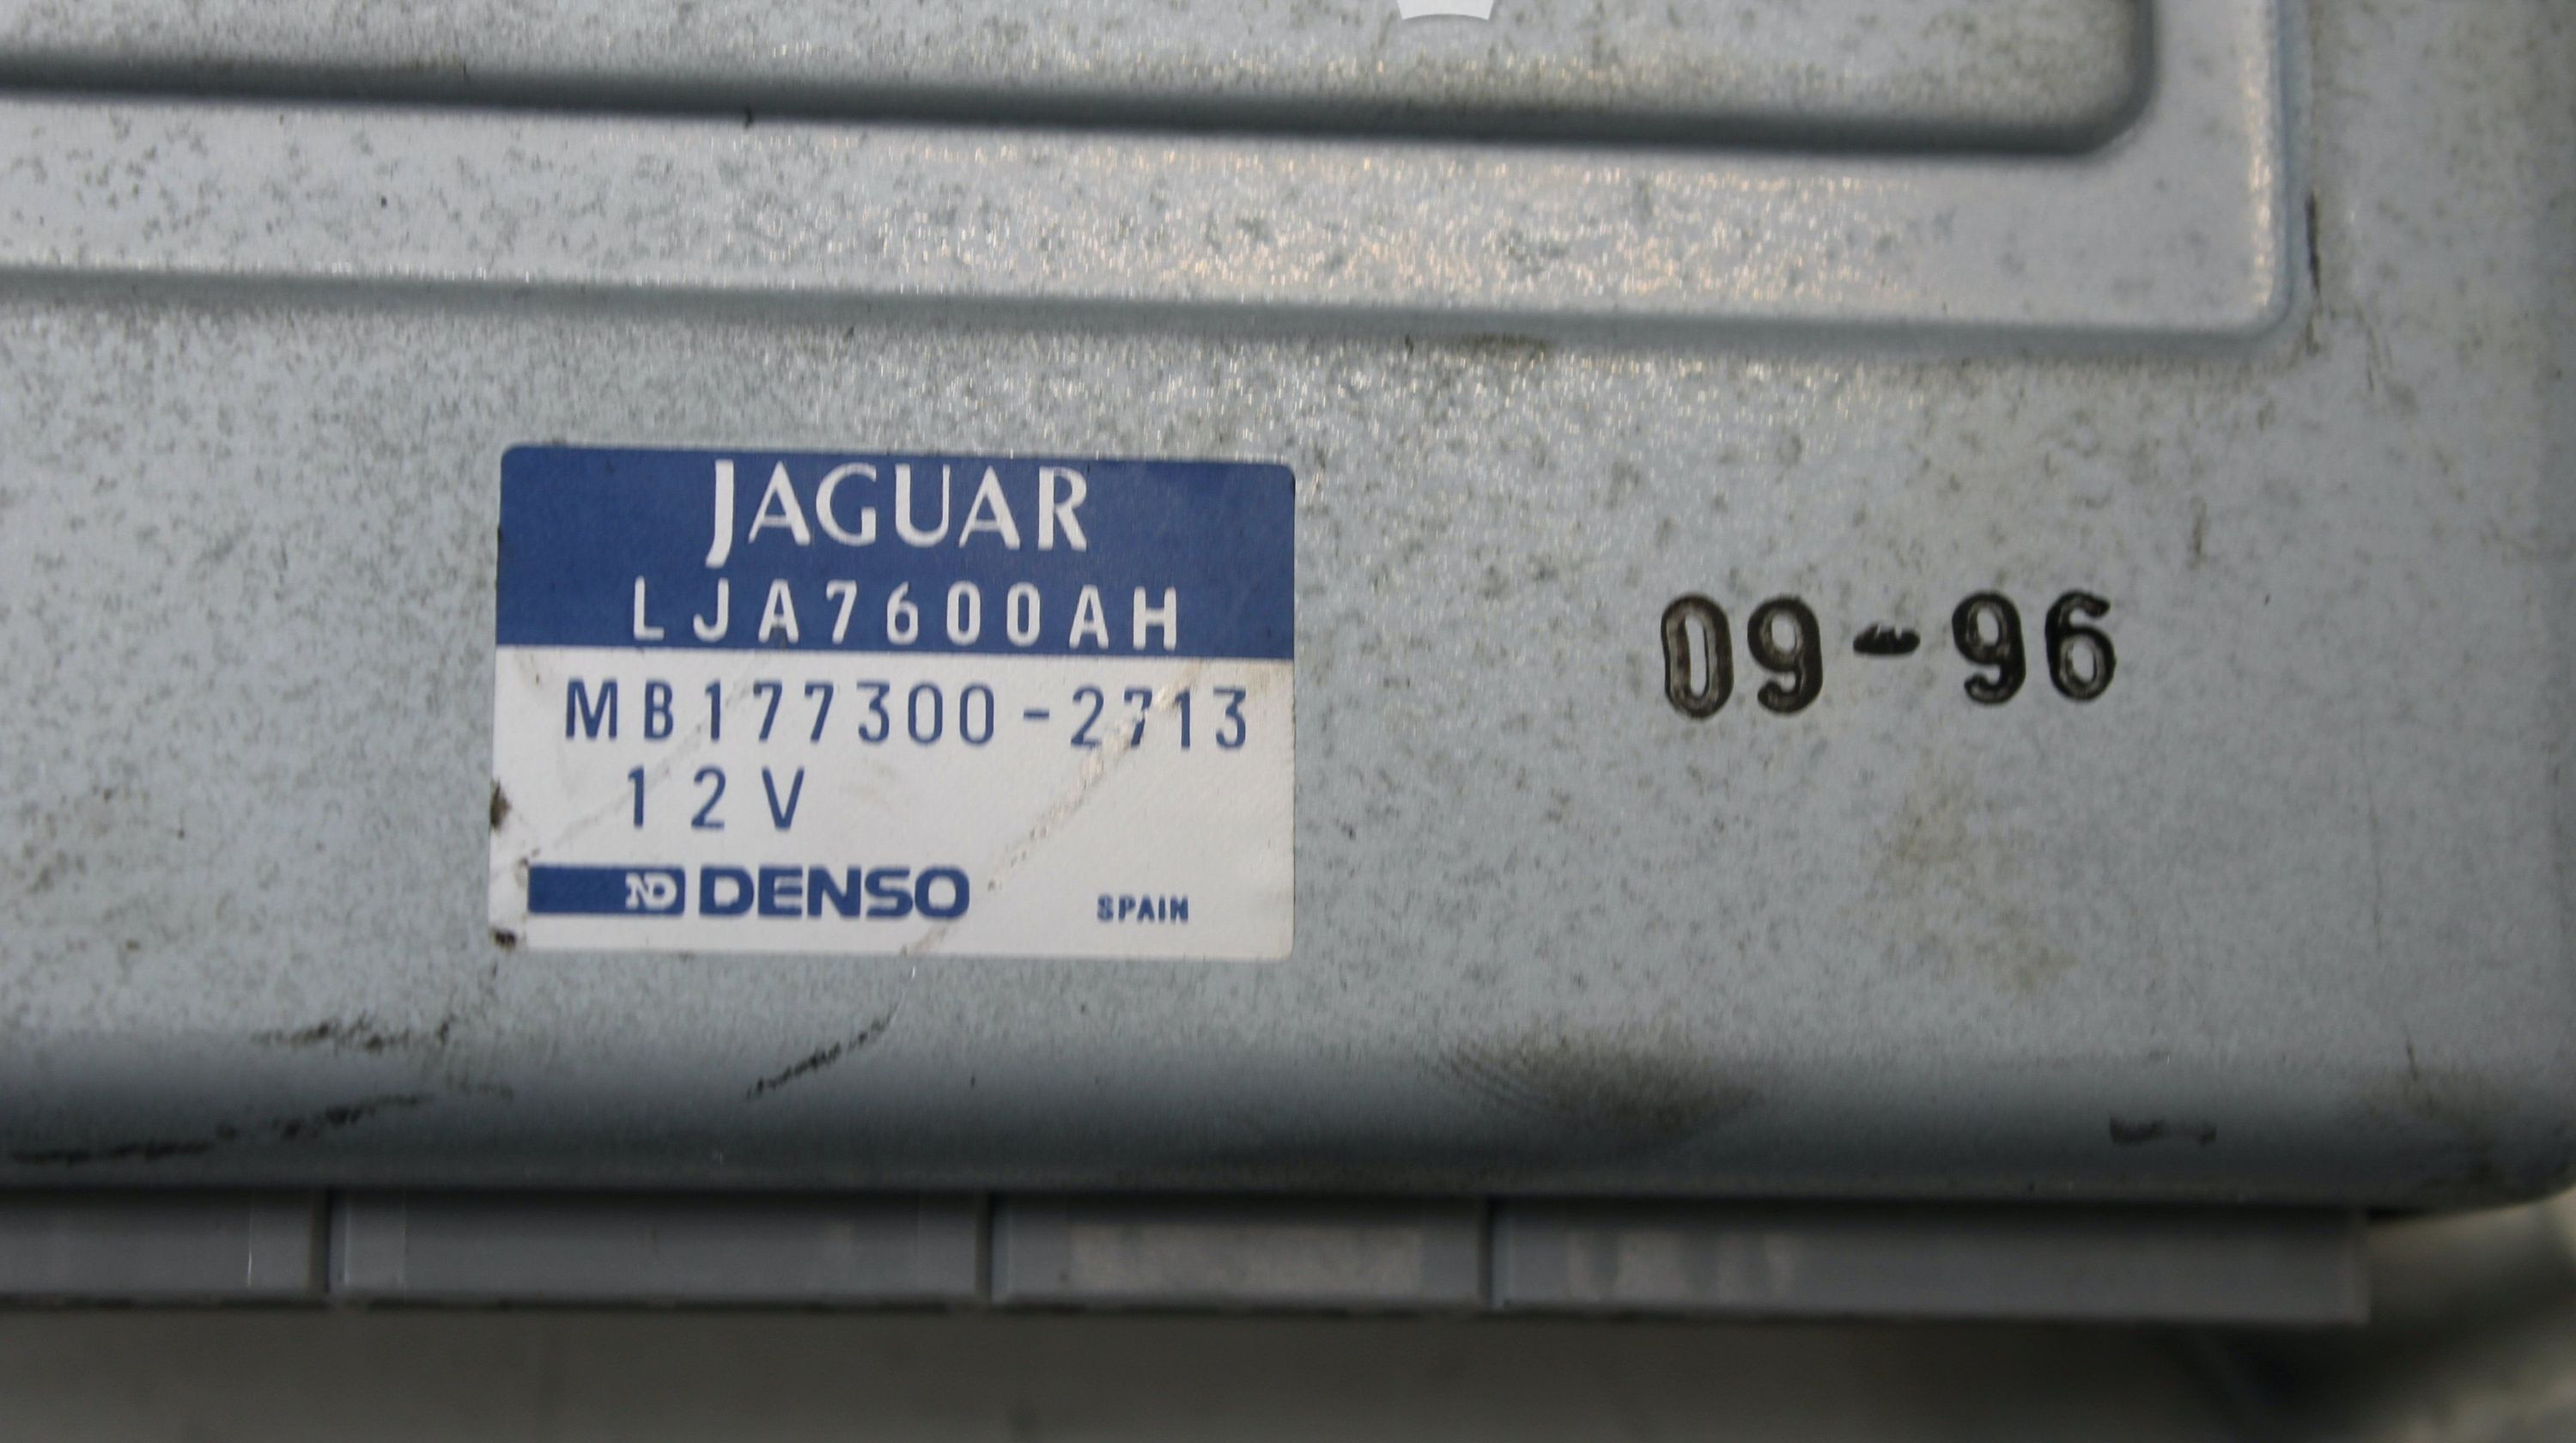 JAGUAR
LJA7600AH
MB177300-2713
12V
ND DENSO SPAIN
09-96